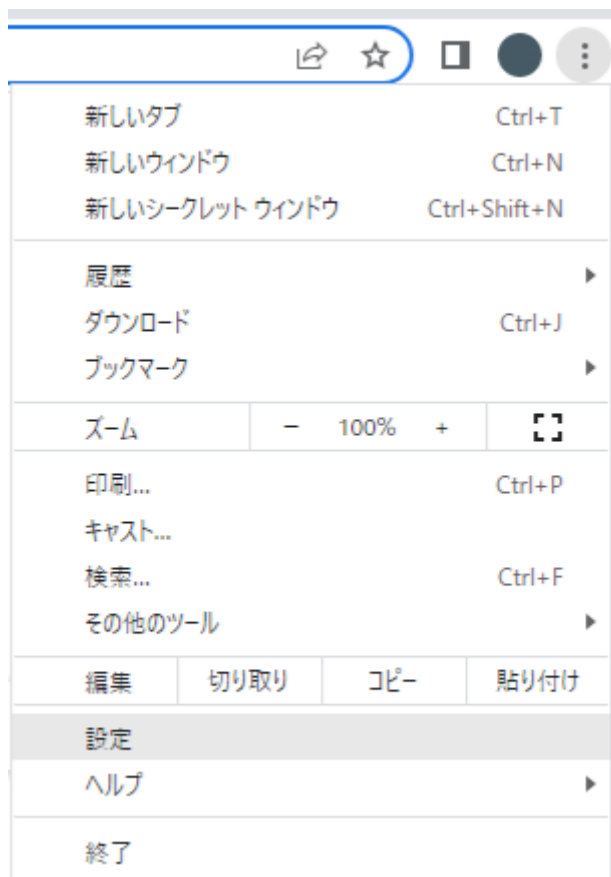 新しいタブ Ctrl+T
新しいウィンドウ Ctrl+N
新しいシークレット ウィンドウ Ctrl+Shift+N
履歴
ダウンロード Ctrl+J
ブックマーク
ズーム − 100% +
印刷... Ctrl+P
キャスト...
検索... Ctrl+F
その他のツール
編集 切り取り コピー 貼り付け
設定
ヘルプ
終了